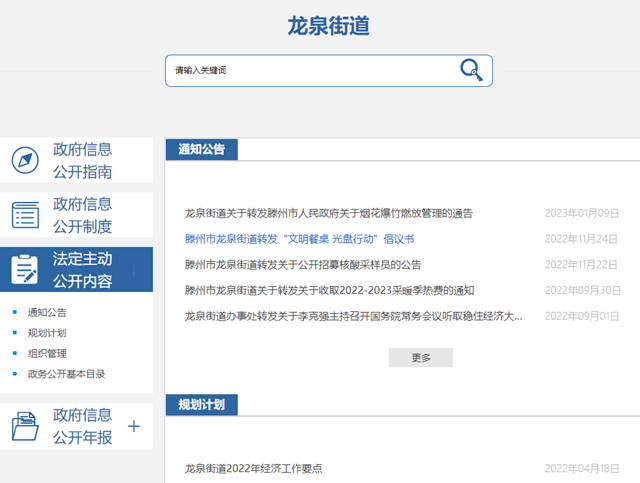 龙泉街道
请输入关键词
政府信息
公开指南
政府信息
公开制度
法定主动
公开内容
通知公告
规划计划
组织管理
政务公开基本目录
政府信息
公开年报
通知公告
龙泉街道关于转发滕州市人民政府关于烟花爆竹燃放管理的通告 2023年01月09日
滕州市龙泉街道转发“文明餐桌 光盘行动”倡议书 2022年11月24日
滕州市龙泉街道转发关于公开招募核酸采样员的公告 2022年11月22日
滕州市龙泉街道关于转发关于收取2022-2023采暖季热费的通知 2022年09月30日
龙泉街道办事处转发关于李克强主持召开国务院常务会议听取稳住经济大... 2022年09月01日
更多
规划计划
龙泉街道2022年经济工作要点 2022年04月18日